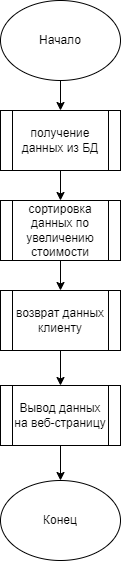 Начало
получение
данных из БД
сортировка
данных по
увеличению
стоимости
возврат данных
клиенту
Вывод данных
на веб-страницу
Конец